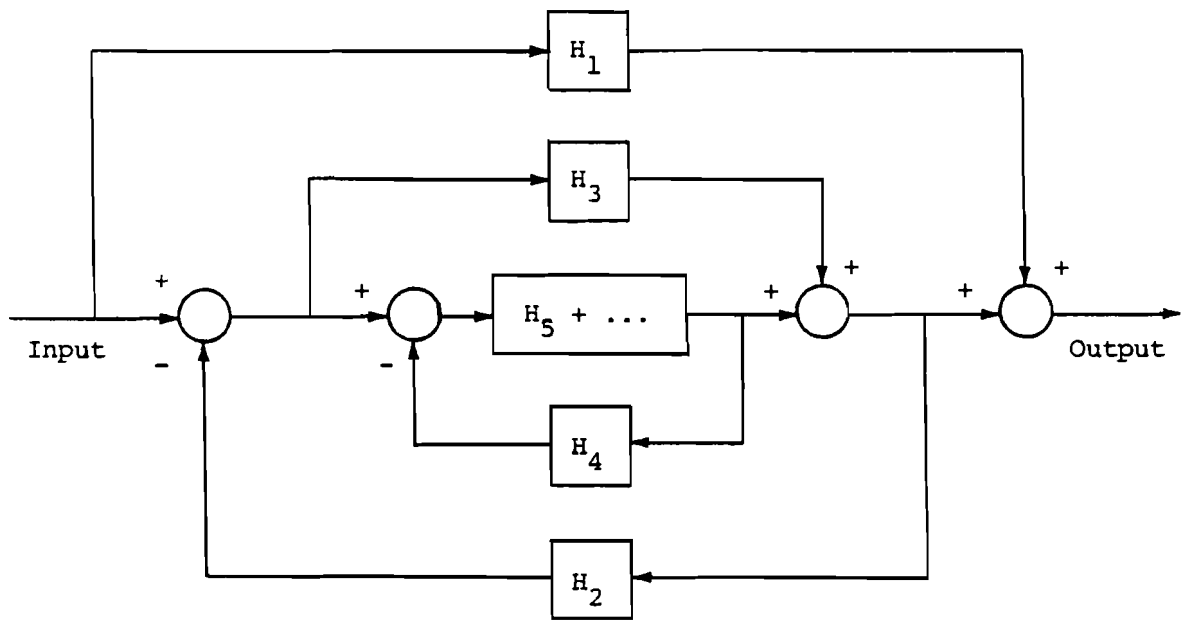 H1
H3
+ +
+ + + +
H5 + ...
Input - - Output
H4
H2